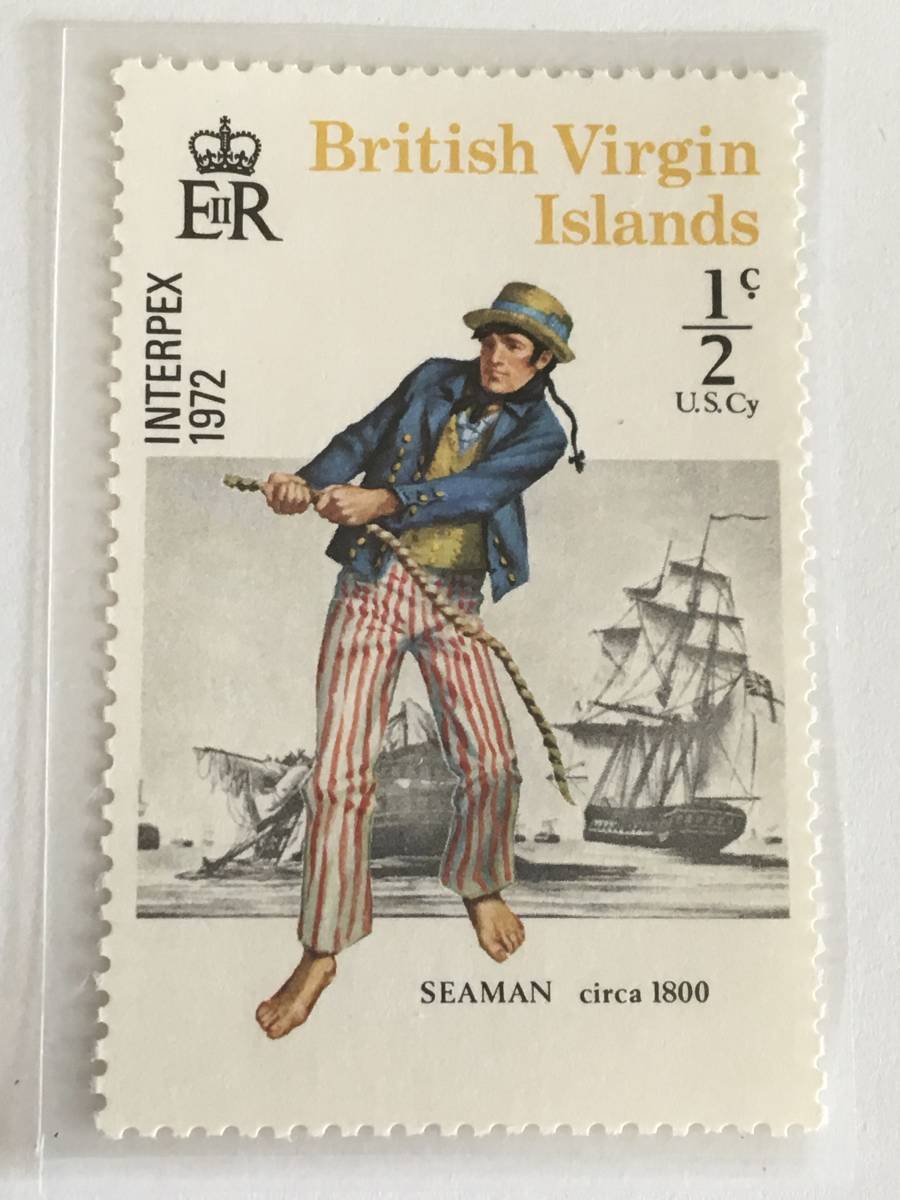 EIIR
British Virgin
Islands
INTERPEX
1972
1/2 c.
U.S.Cy
SEAMAN circa 1800